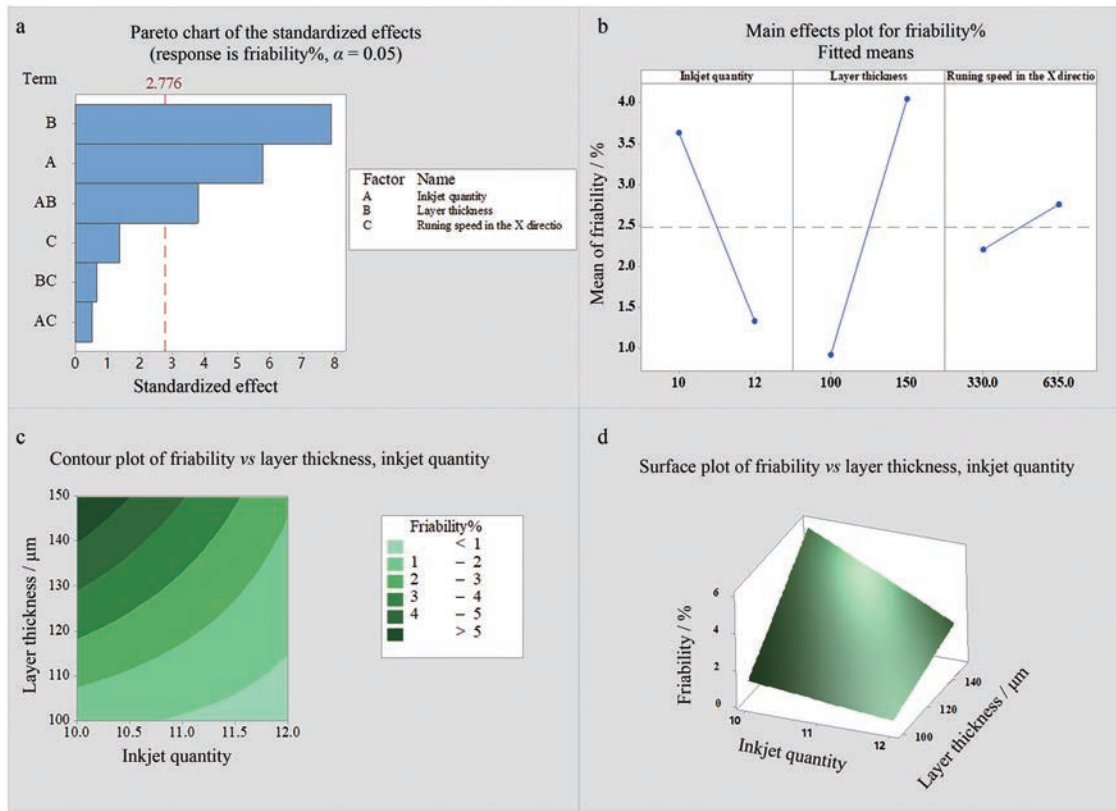 a
Pareto chart of the standardized effects
(response is friability%, α = 0.05)
Term
2.776
B
A
AB
C
BC
AC
0 1 2 3 4 5 6 7 8
Standardized effect
Factor Name
A Inkjet quantity
B Layer thickness
C Runing speed in the X directio
b
Main effects plot for friability%
Fitted means
Inkjet quantity Layer thickness Runing speed in the X directio
Mean of friability / %
4.0
3.5
3.0
2.5
2.0
1.5
1.0
10 12 100 150 330.0 635.0
c
Contour plot of friability vs layer thickness, inkjet quantity
Layer thickness / μm
150
140
130
120
110
100
10.0 10.5 11.0 11.5 12.0
Inkjet quantity
Friability%
< 1
1 – 2
2 – 3
3 – 4
4 – 5
> 5
d
Surface plot of friability vs layer thickness, inkjet quantity
Friability / %
6
4
2
0
10
11
12
Inkjet quantity
100
120
140
Layer thickness / μm